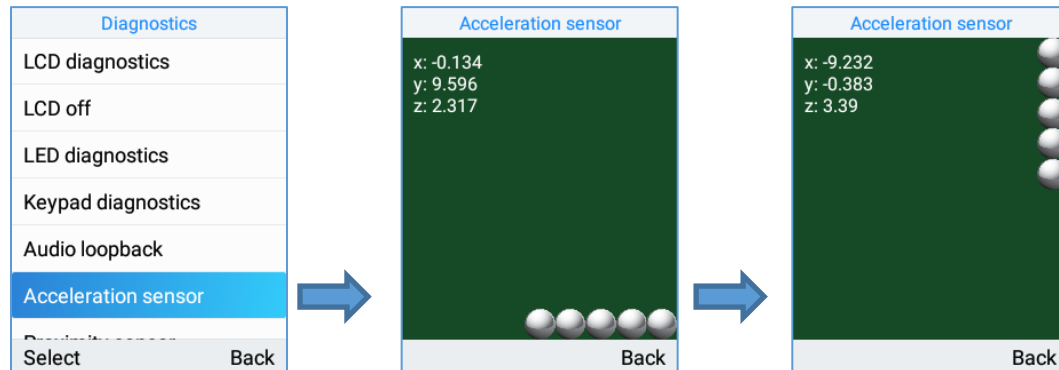 Diagnostics
LCD diagnostics
LCD off
LED diagnostics
Keypad diagnostics
Audio loopback
Acceleration sensor
Select Back
Acceleration sensor
x: -0.134
y: 9.596
z: 2.317
Back
Acceleration sensor
x: -9.232
y: -0.383
z: 3.39
Back